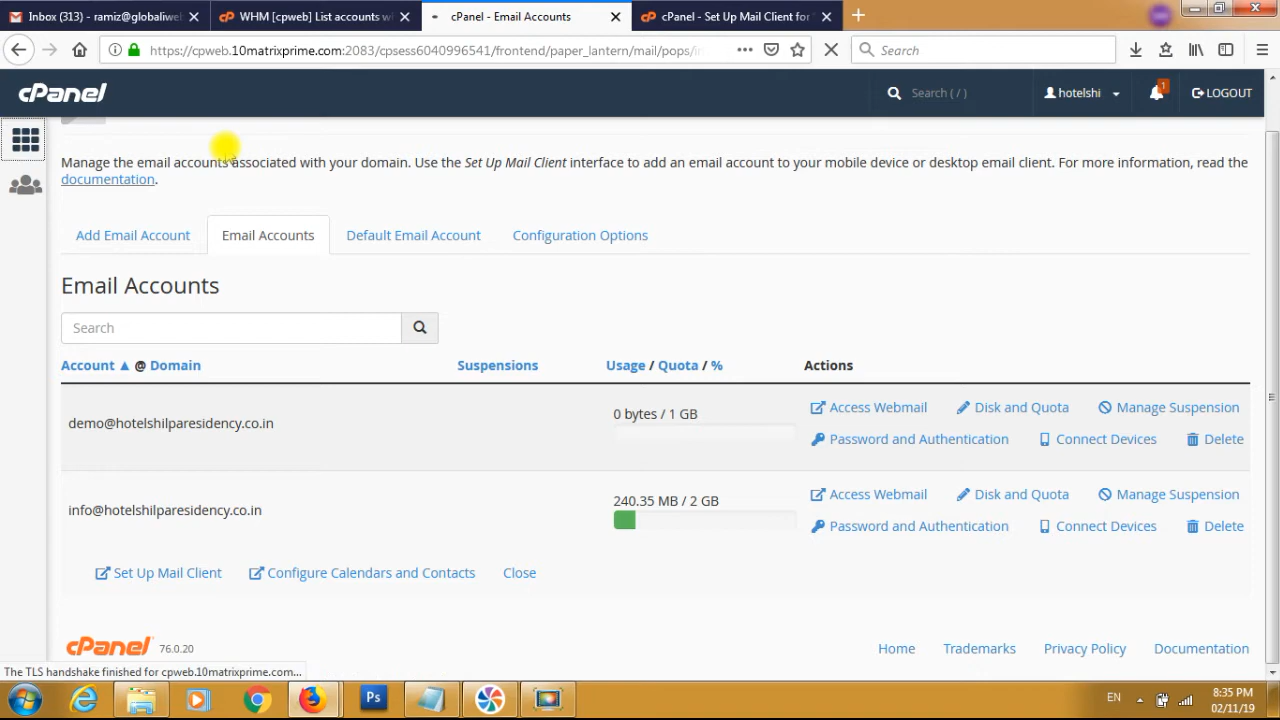 Inbox (313) - ramiz@globaliwe
WHM [cpweb] List accounts w
cPanel - Email Accounts
cPanel - Set Up Mail Client for
https://cpweb.10matrixprime.com:2083/cpsess6040996541/frontend/paper_lantern/mail/pops/i
Search
cPanel
Search ( / )
hotelshi
1
LOGOUT
Manage the email accounts associated with your domain. Use the Set Up Mail Client interface to add an email account to your mobile device or desktop email client. For more information, read the
documentation.
Add Email Account
Email Accounts
Default Email Account
Configuration Options
Email Accounts
Search
Account ▲ @ Domain
Suspensions
Usage / Quota / %
Actions
demo@hotelshilparesidency.co.in
0 bytes / 1 GB
Access Webmail
Disk and Quota
Manage Suspension
Password and Authentication
Connect Devices
Delete
info@hotelshilparesidency.co.in
240.35 MB / 2 GB
Access Webmail
Disk and Quota
Manage Suspension
Password and Authentication
Connect Devices
Delete
Set Up Mail Client
Configure Calendars and Contacts
Close
cPanel 76.0.20
Home
Trademarks
Privacy Policy
Documentation
The TLS handshake finished for cpweb.10matrixprime.com...
Ps
EN
8:35 PM
02/11/19